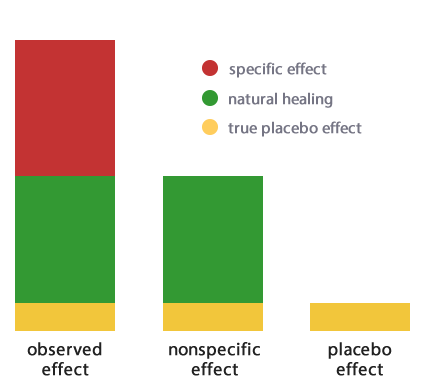 specific effect
natural healing
true placebo effect
observed
effect
nonspecific
effect
placebo
effect